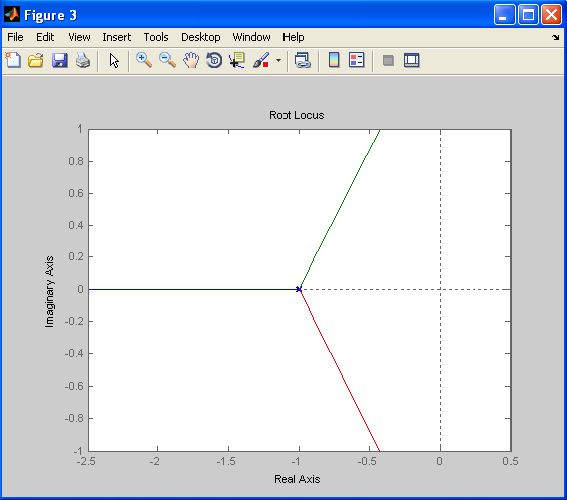 Figure 3
File Edit View Insert Tools Desktop Window Help
Root Locus
1
0.8
0.6
0.4
0.2
0
-0.2
-0.4
-0.6
-0.8
-1
Imaginary Axis
-2.5 -2 -1.5 -1 -0.5 0 0.5
Real Axis